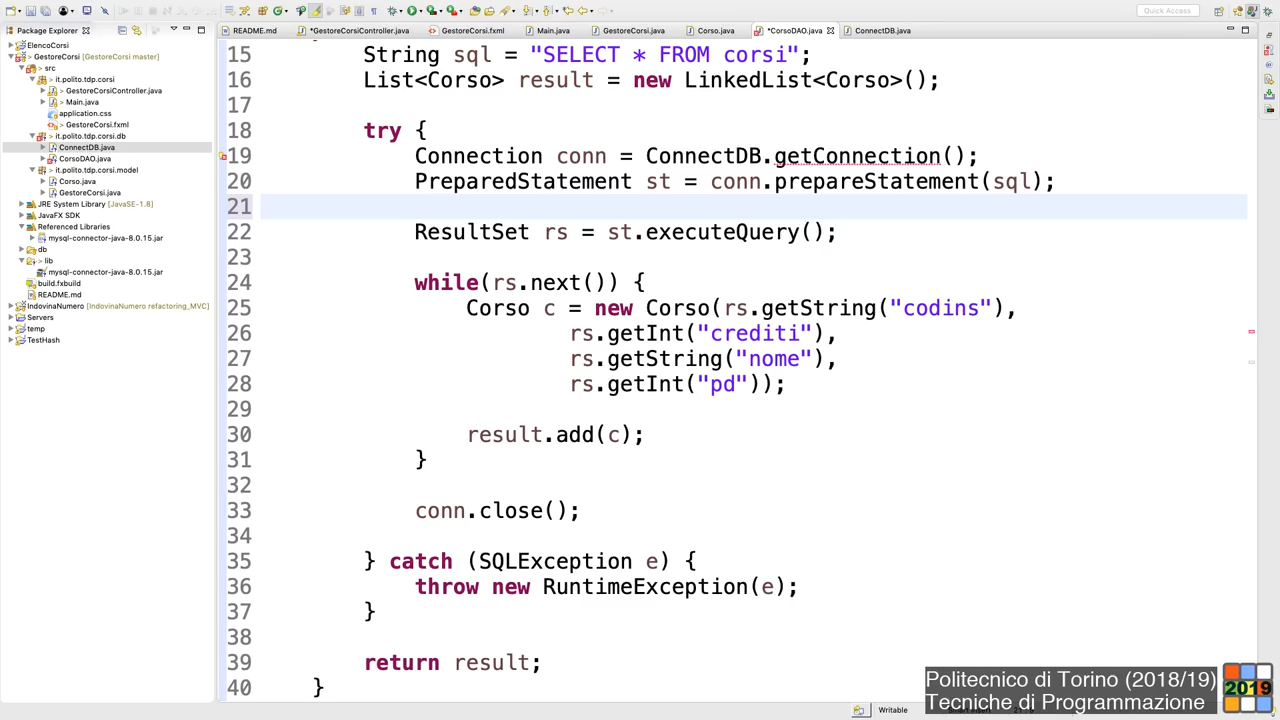 Quick Access
Package Explorer
README.md
*GestoreCorsiController.java
GestoreCorsi.fxml
Main.java
GestoreCorsi.java
Corso.java
*CorsoDAO.java
ConnectDB.java
ElencoCorsi
GestoreCorsi [GestoreCorsi master]
> src
> it.polito.tdp.corsi
> GestoreCorsiController.java
> Main.java
application.css
> GestoreCorsi.fxml
> it.polito.tdp.corsi.db
ConnectDB.java
CorsoDAO.java
> it.polito.tdp.corsi.model
Corso.java
GestoreCorsi.java
JRE System Library [JavaSE-1.8]
JavaFX SDK
Referenced Libraries
mysql-connector-java-8.0.15.jar
db
> lib
mysql-connector-java-8.0.15.jar
build.fxbuild
README.md
IndovinaNumero [IndovinaNumero refactoring_MVC]
Servers
temp
TestHash
15 String sql = "SELECT * FROM corsi";
16 List<Corso> result = new LinkedList<Corso>();
17
18 try {
19 Connection conn = ConnectDB.getConnection();
20 PreparedStatement st = conn.prepareStatement(sql);
21
22 ResultSet rs = st.executeQuery();
23
24 while(rs.next()) {
25 Corso c = new Corso(rs.getString("codins"),
26 rs.getInt("crediti"),
27 rs.getString("nome"),
28 rs.getInt("pd"));
29
30 result.add(c);
31 }
32
33 conn.close();
34
35 } catch (SQLException e) {
36 throw new RuntimeException(e);
37 }
38
39 return result;
40 }
Politecnico di Torino (2018/19)
Tecniche di Programmazione
2019
Writable